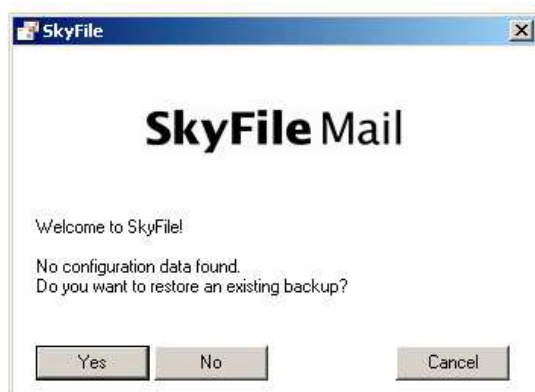 SkyFile
SkyFile Mail
Welcome to SkyFile!
No configuration data found.
Do you want to restore an existing backup?
Yes No Cancel